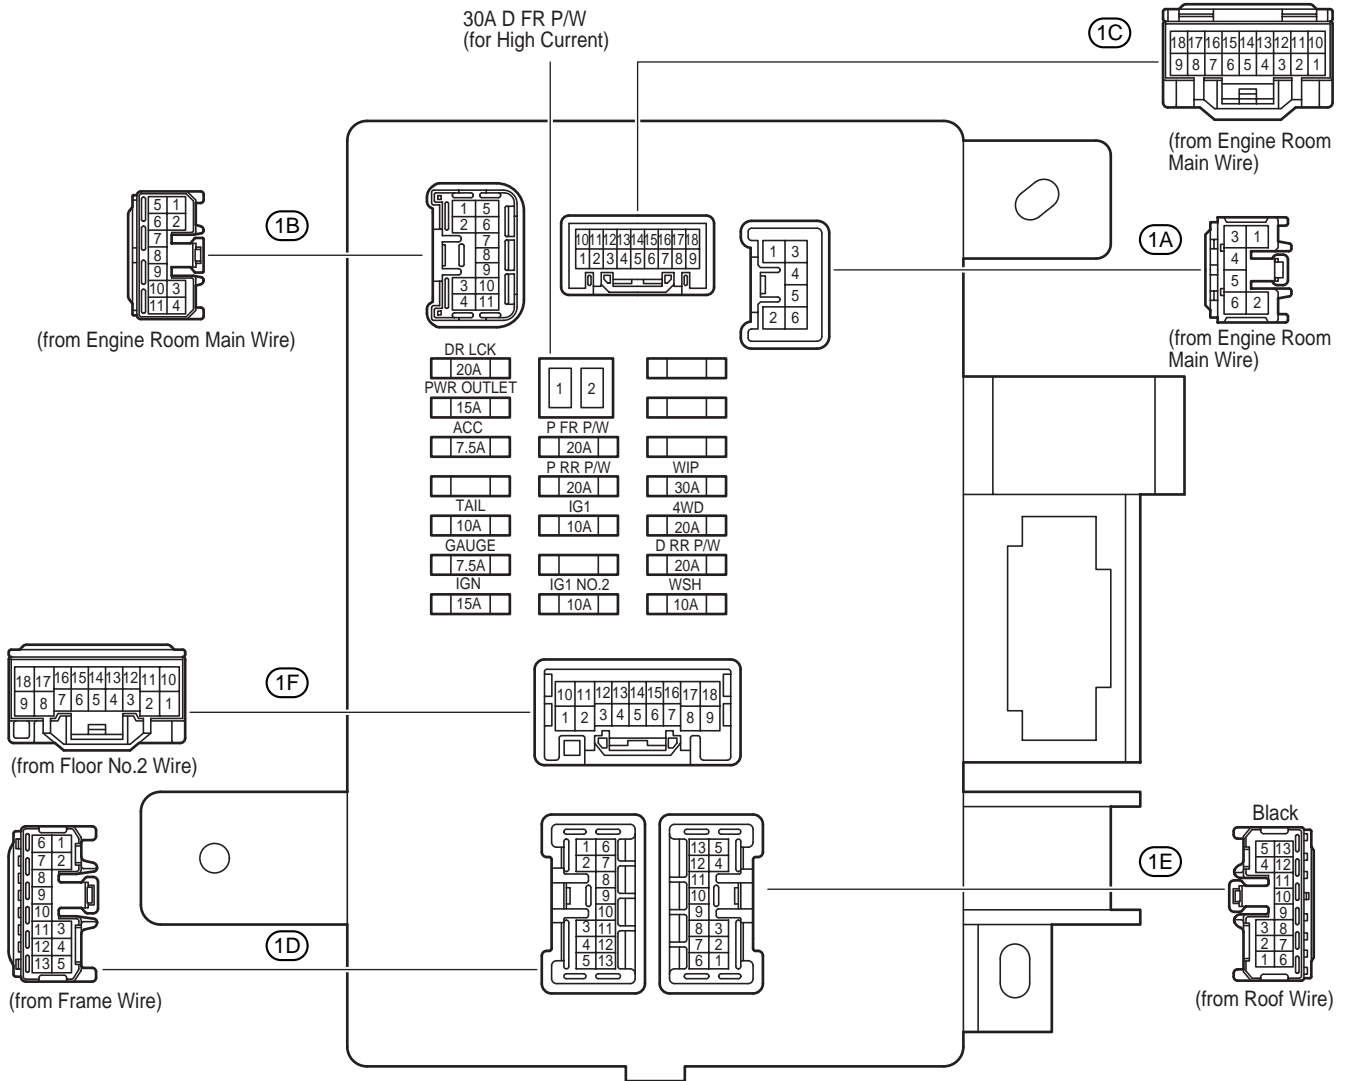 30A D FR P/W
(for High Current)
1C
18 17 16 15 14 13 12 11 10
9 8 7 6 5 4 3 2 1
(from Engine Room
Main Wire)
5 1
6 2
7
8
9
10 3
11 4
1B
(from Engine Room Main Wire)
1 5
2 6
7
8
9
3 10
4 11
10 11 12 13 14 15 16 17 18
1 2 3 4 5 6 7 8 9
1 3
4
5
2 6
1A
3 1
4
5
6 2
(from Engine Room
Main Wire)
DR LCK
20A
PWR OUTLET
15A
1 2
ACC
7.5A
P FR P/W
20A
P RR P/W
20A
WIP
30A
TAIL
10A
IG1
10A
4WD
20A
GAUGE
7.5A
D RR P/W
20A
IGN
15A
IG1 NO.2
10A
WSH
10A
18 17 16 15 14 13 12 11 10
9 8 7 6 5 4 3 2 1
1F
(from Floor No.2 Wire)
10 11 12 13 14 15 16 17 18
1 2 3 4 5 6 7 8 9
6 1
7 2
8
9
10
11 3
12 4
13 5
1D
(from Frame Wire)
1 6
2 7
8
9
10
3 11
4 12
5 13
13 5
12 4
11
10
9
8 3
7 2
6 1
1E
Black
5 13
4 12
11
10
9
3 8
2 7
1 6
(from Roof Wire)